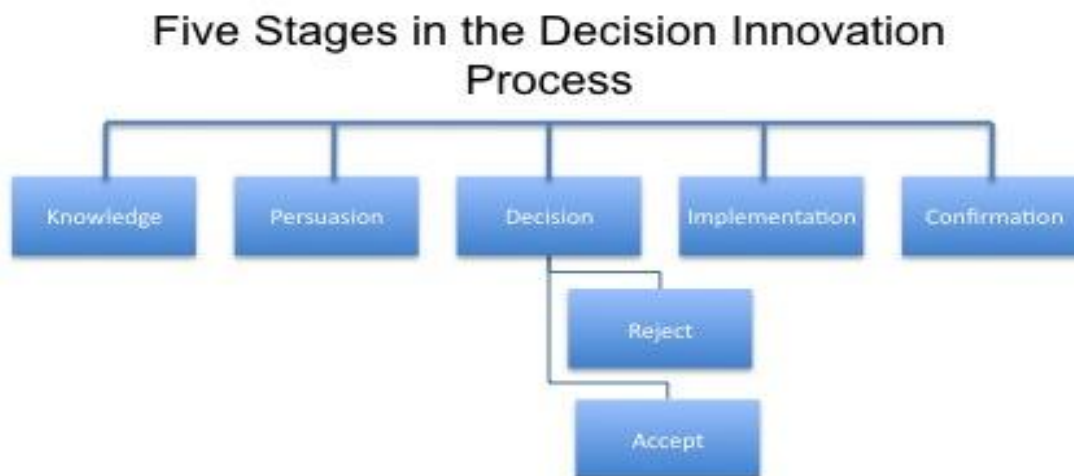 Five Stages in the Decision Innovation
Process
Knowledge
Persuasion
Decision
Implementation
Confirmation
Reject
Accept